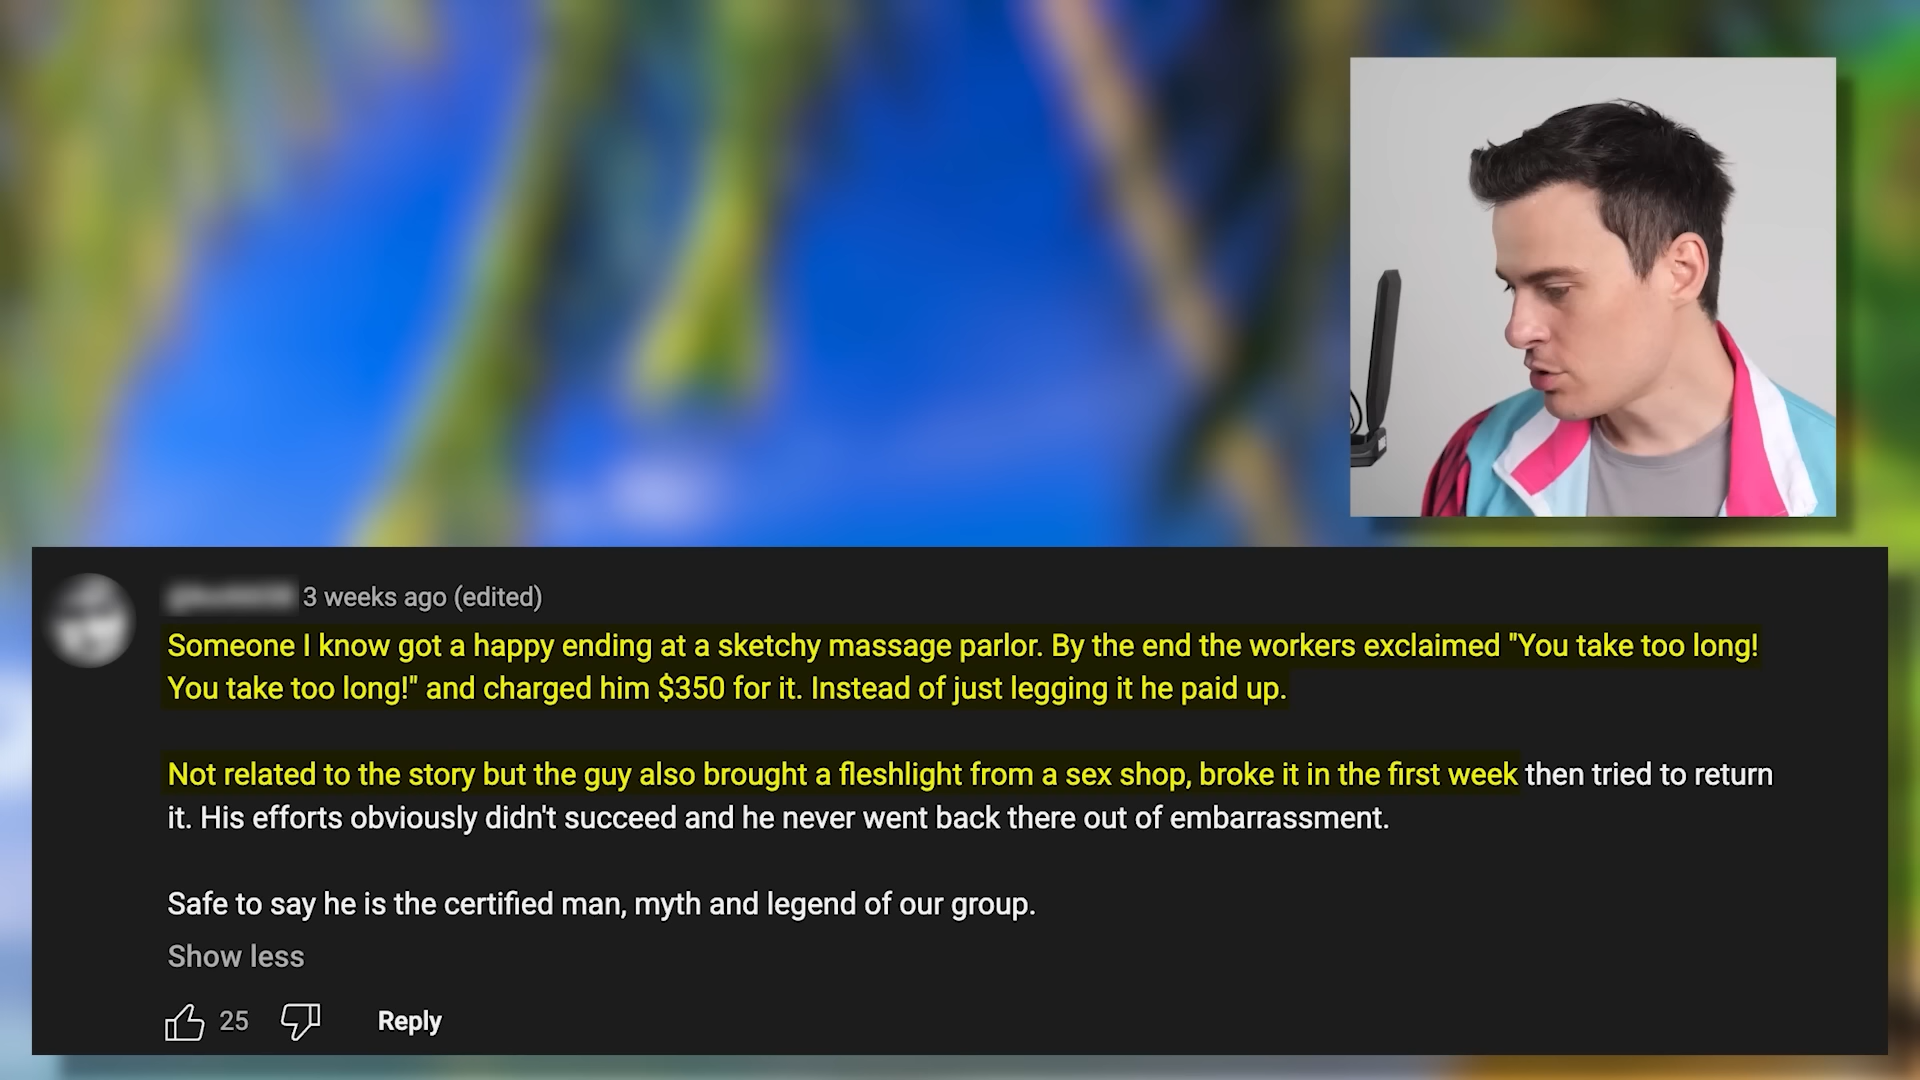 3 weeks ago (edited)
Someone I know got a happy ending at a sketchy massage parlor. By the end the workers exclaimed "You take too long!
You take too long!" and charged him $350 for it. Instead of just legging it he paid up.
Not related to the story but the guy also brought a fleshlight from a sex shop, broke it in the first week then tried to return
it. His efforts obviously didn't succeed and he never went back there out of embarrassment.
Safe to say he is the certified man, myth and legend of our group.
Show less
25 Reply